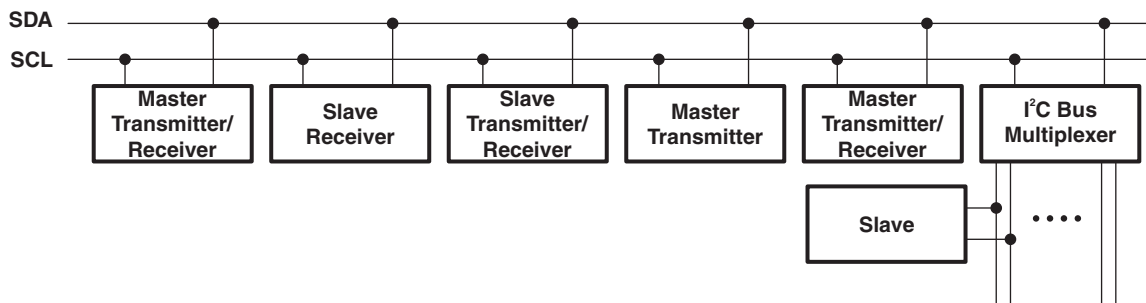 SDA
SCL
Master
Transmitter/
Receiver
Slave
Receiver
Slave
Transmitter/
Receiver
Master
Transmitter
Master
Transmitter/
Receiver
I²C Bus
Multiplexer
Slave